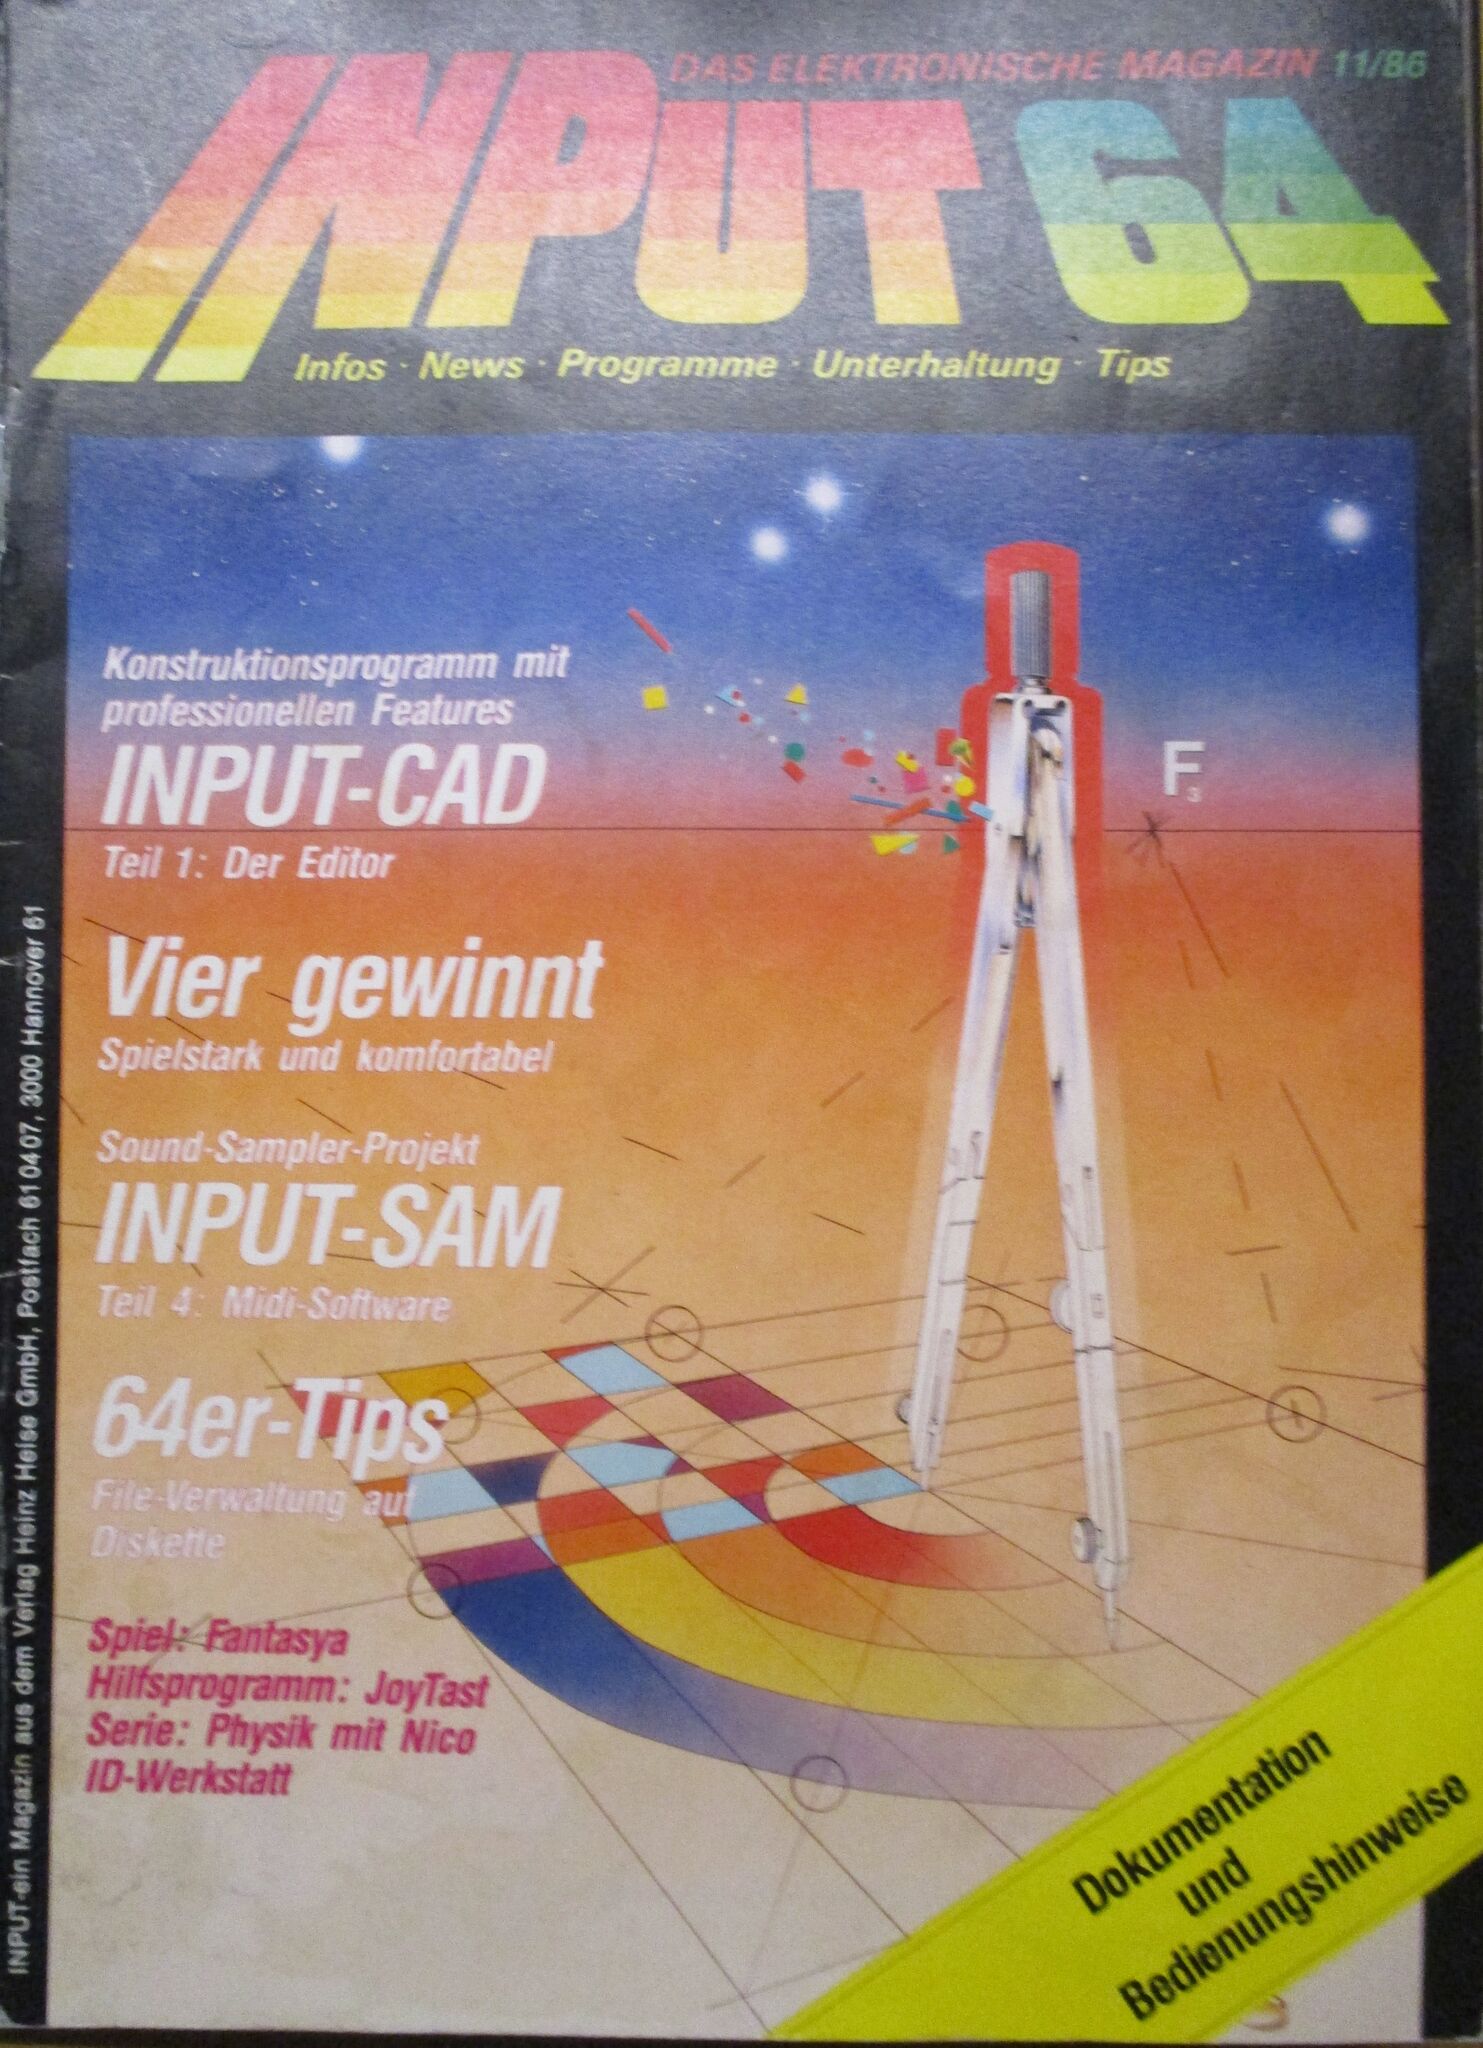 DAS ELEKTRONISCHE MAGAZIN 11/86
INPUT 64
Infos · News · Programme · Unterhaltung · Tips
Konstruktionsprogramm mit
professionellen Features
INPUT-CAD
Teil 1: Der Editor
F
3
Vier gewinnt
Spielstark und komfortabel
Sound-Sampler-Projekt
INPUT-SAM
Teil 4: Midi-Software
64er-Tips
File-Verwaltung auf
Diskette
Spiel: Fantasya
Hilfsprogramm: JoyTast
Serie: Physik mit Nico
ID-Werkstatt
Dokumentation
und
Bedienungshinweise
INPUT-ein Magazin aus dem Verlag Heinz Heise GmbH, Postfach 61 04 07, 3000 Hannover 61